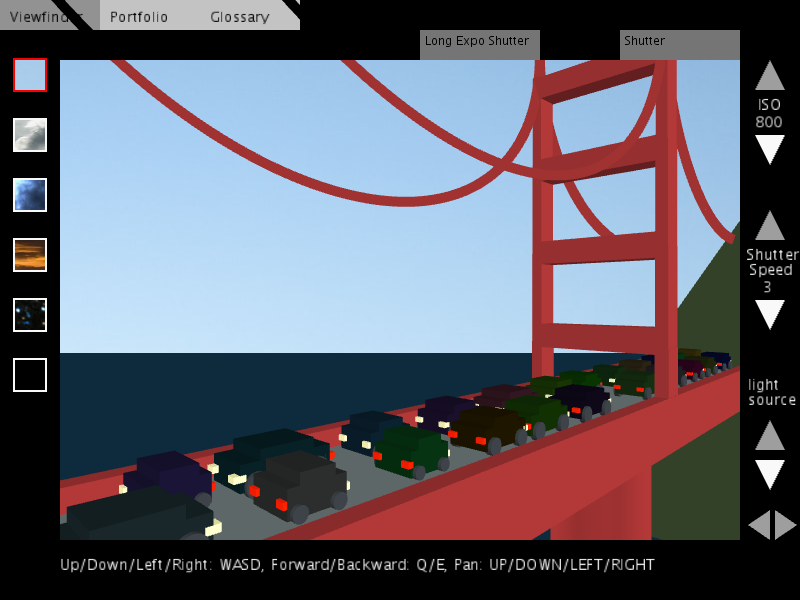 Viewfinder Portfolio Glossary
Long Expo Shutter Shutter
ISO
800
Shutter
Speed
3
light
source
Up/Down/Left/Right: WASD, Forward/Backward: Q/E, Pan: UP/DOWN/LEFT/RIGHT